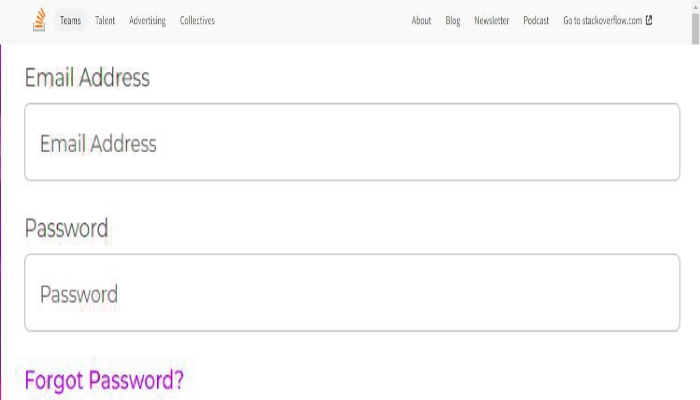 Teams Talent Advertising Collectives About Blog Newsletter Podcast Go to stackoverflow.com
Email Address
Email Address
Password
Password
Forgot Password?